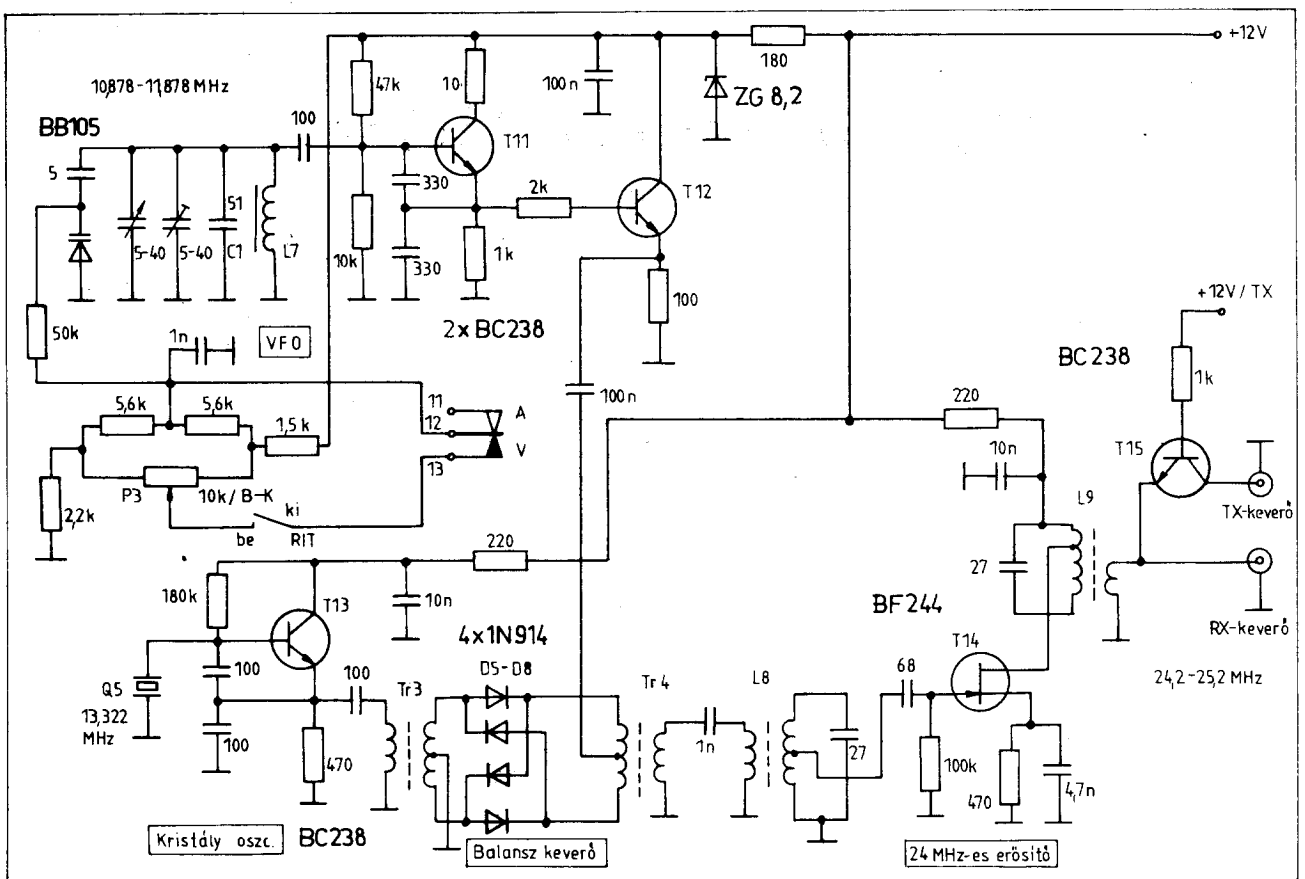 +12V
180
10,878-11,878 MHz
47k
10
100n
ZG 8,2
BB105
100
T11
5
330
2k
T12
51
5-40
5-40
C1
L7
10k
330
1k
100
+12V / TX
50k
1n
VFO
2x BC238
BC238
1k
100n
220
5,6k
5,6k
1,5k
11
A
12
V
13
10n
T15
L9
P3
10k / B-K
TX-keverő
2,2k
ki
be
RIT
220
27
180k
T13
10n
BF244
RX-keverő
4x1N914
T14
D5-D8
68
100
100
Tr3
Tr4
L8
24,2-25,2 MHz
Q5
13,322
MHz
1n
27
100
470
100k
470
4,7n
Kristály oszc.
BC238
Balansz keverő
24 MHz-es erősítő